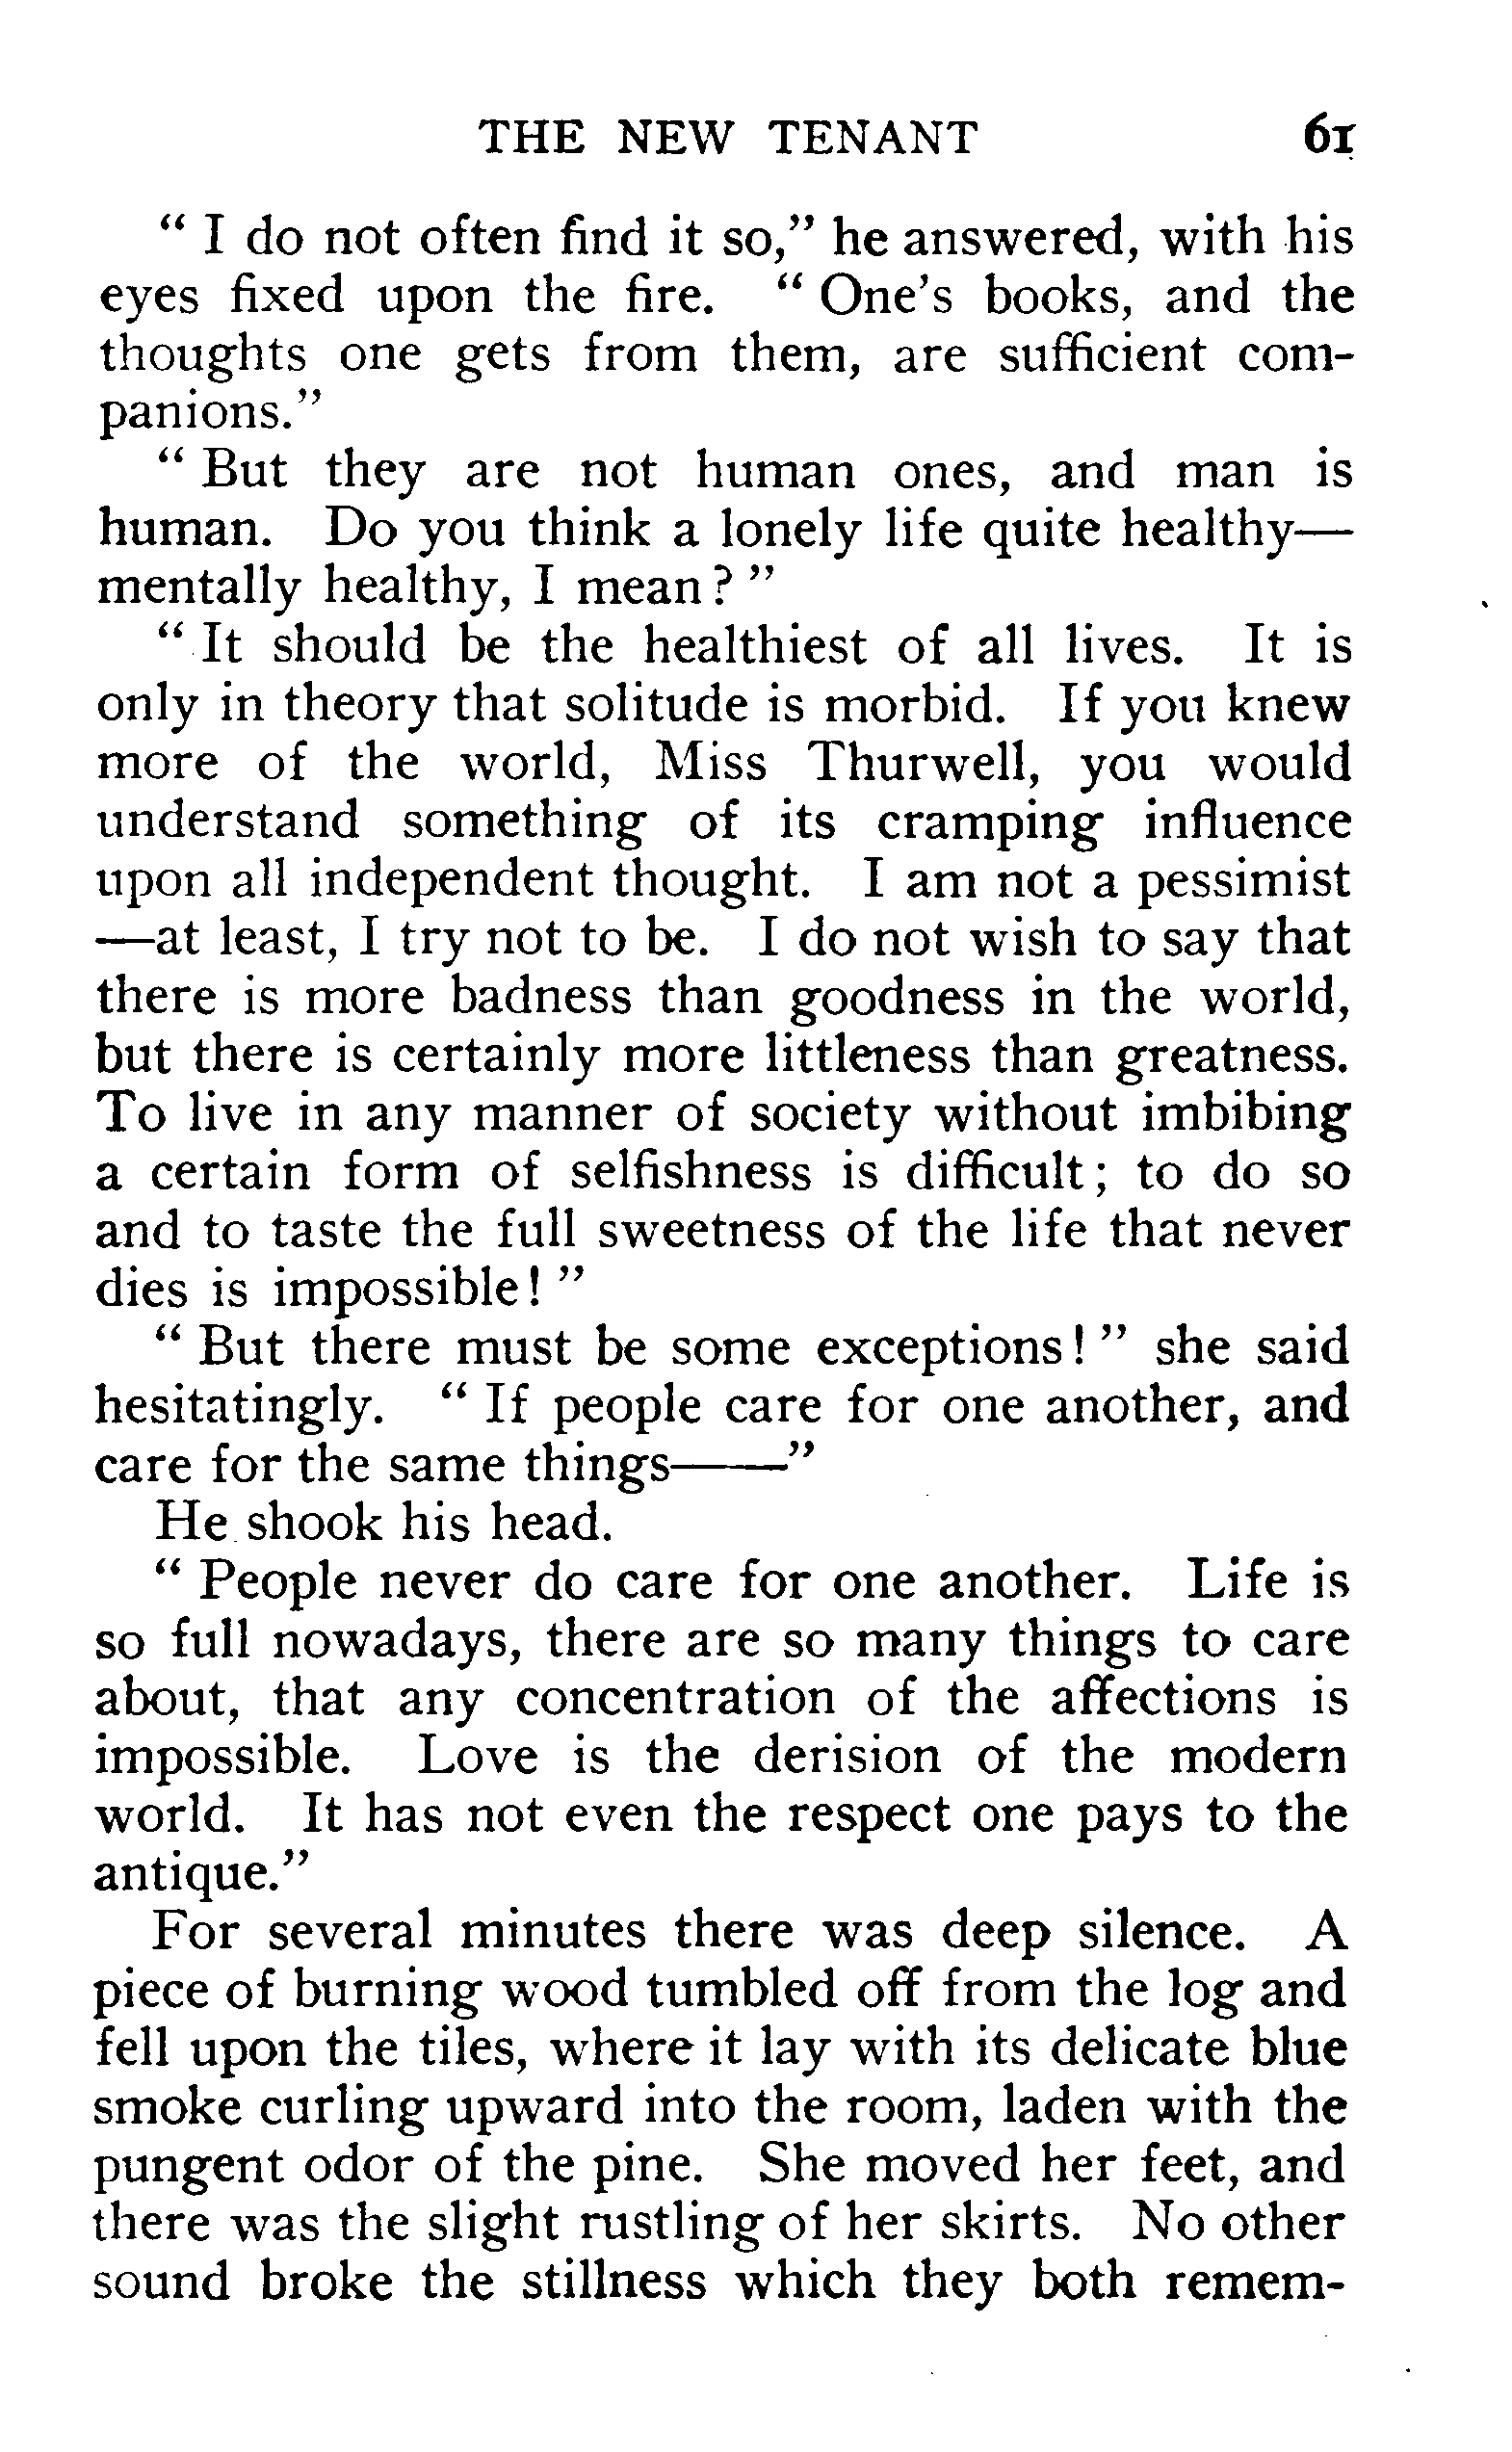 THE NEW TENANT 61
“ I do not often find it so,” he answered, with his
eyes fixed upon the fire. “ One’s books, and the
thoughts one gets from them, are sufficient com-
panions.”
“ But they are not human ones, and man is
human. Do you think a lonely life quite healthy—
mentally healthy, I mean ? ”
“ It should be the healthiest of all lives. It is
only in theory that solitude is morbid. If you knew
more of the world, Miss Thurwell, you would
understand something of its cramping influence
upon all independent thought. I am not a pessimist
—at least, I try not to be. I do not wish to say that
there is more badness than goodness in the world,
but there is certainly more littleness than greatness.
To live in any manner of society without imbibing
a certain form of selfishness is difficult ; to do so
and to taste the full sweetness of the life that never
dies is impossible ! ”
“ But there must be some exceptions ! ” she said
hesitatingly. “ If people care for one another, and
care for the same things——”
He shook his head.
“ People never do care for one another. Life is
so full nowadays, there are so many things to care
about, that any concentration of the affections is
impossible. Love is the derision of the modern
world. It has not even the respect one pays to the
antique.”
For several minutes there was deep silence. A
piece of burning wood tumbled off from the log and
fell upon the tiles, where it lay with its delicate blue
smoke curling upward into the room, laden with the
pungent odor of the pine. She moved her feet, and
there was the slight rustling of her skirts. No other
sound broke the stillness which they both remem-